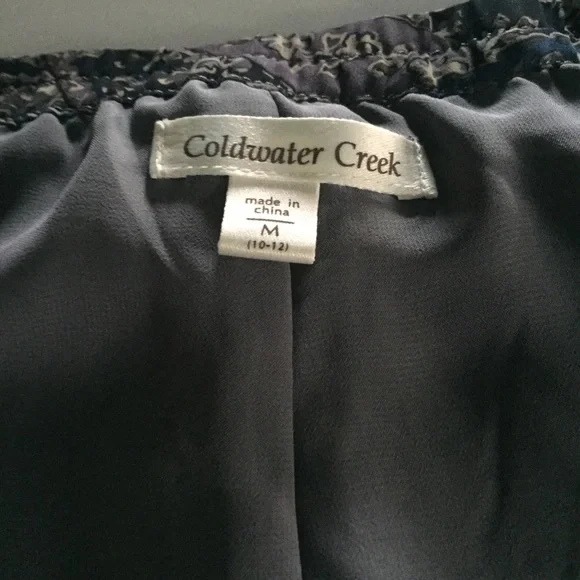 Coldwater Creek
made in
china
M
(10-12)